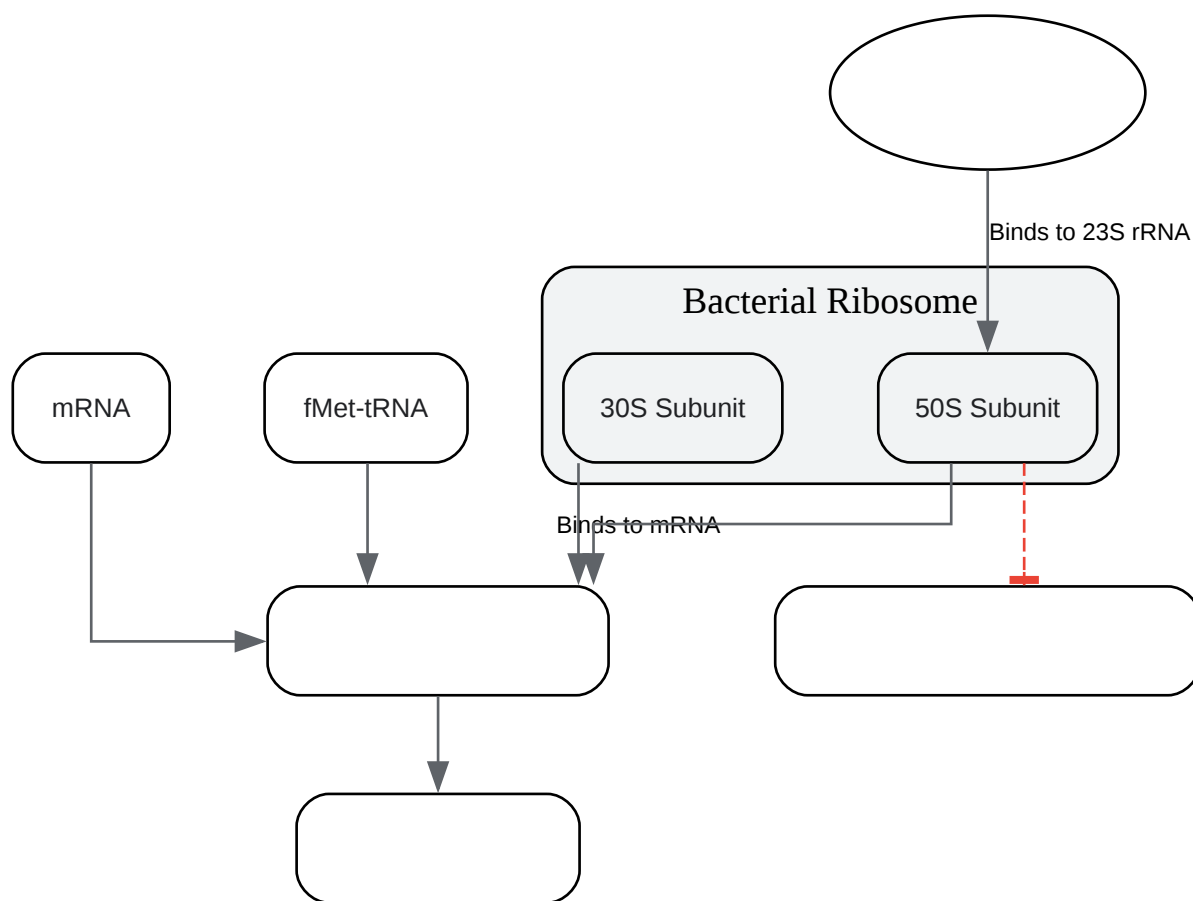 Binds to 23S rRNA
Bacterial Ribosome
mRNA
fMet-tRNA
30S Subunit
50S Subunit
Binds to mRNA